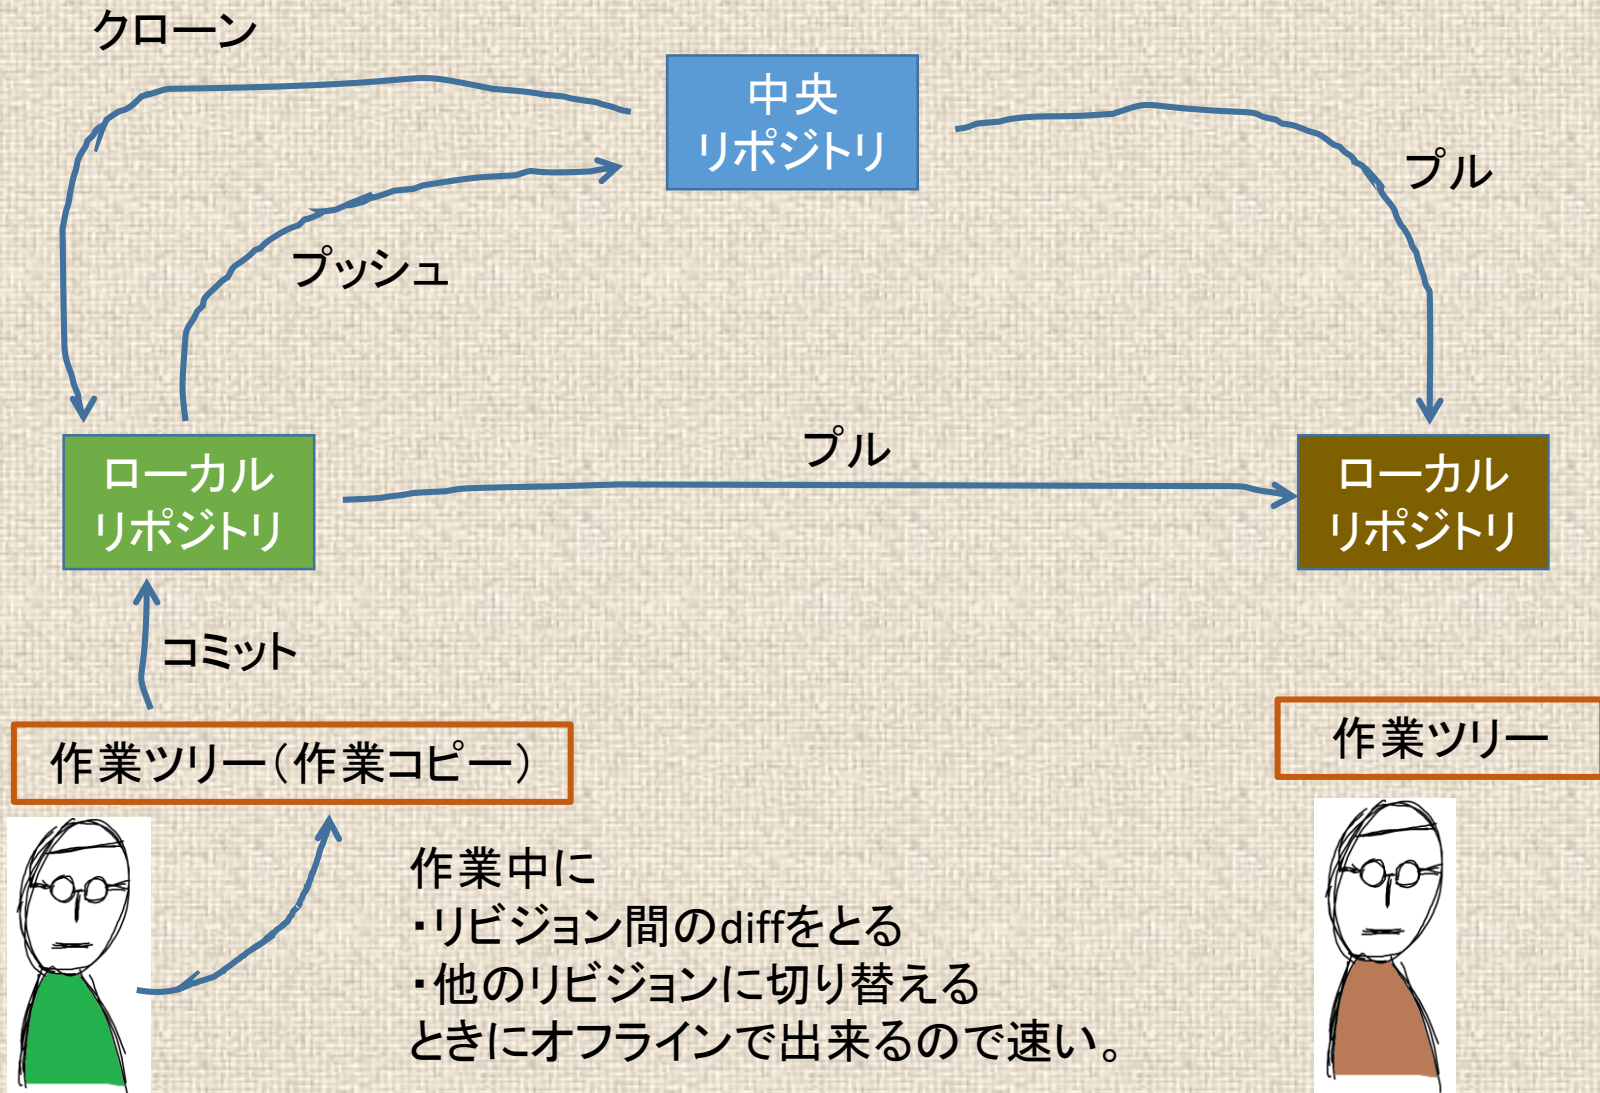 クローン
中央
リポジトリ
プル
プッシュ
プル
ローカル
リポジトリ
ローカル
リポジトリ
コミット
作業ツリー（作業コピー）
作業ツリー
作業中に
・リビジョン間のdiffをとる
・他のリビジョンに切り替える
ときにオフラインで出来るので速い。